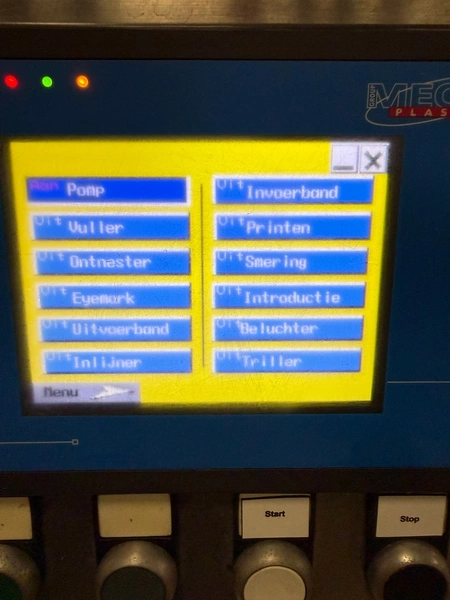 GROUP MEC
PLAS
Aan Pomp
Uit Vuller
Uit Ontnester
Uit Eyemark
Uit Uitvoerband
Uit Inlijner
Menu
Uit Invoerband
Uit Printen
Uit Smering
Uit Introductie
Uit Beluchter
Uit Triller
Start
Stop